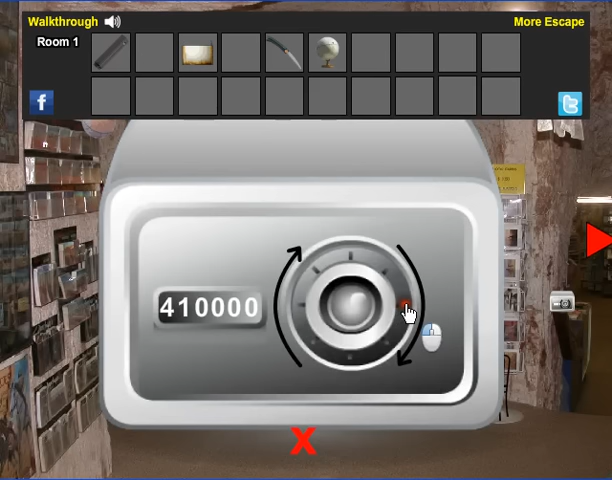 Walkthrough
More Escape
Room 1
f
t
410000
X